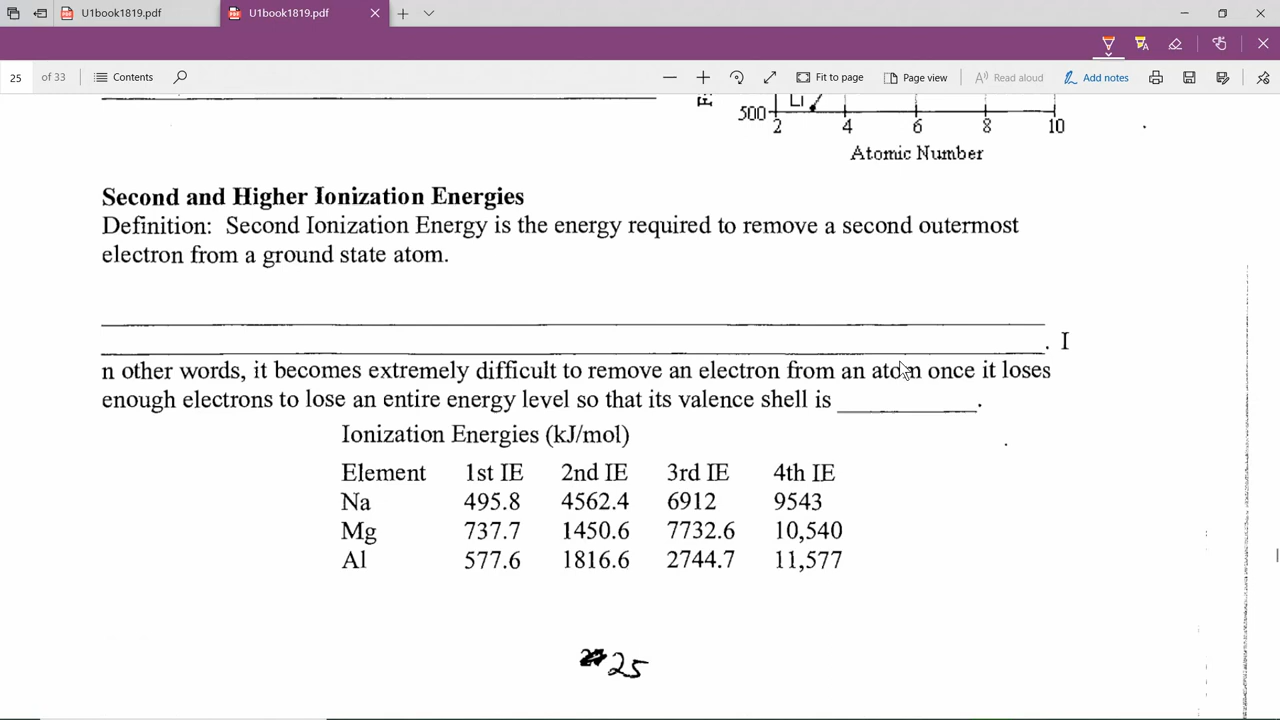 U1book1819.pdf
U1book1819.pdf
25 of 33
Contents
Fit to page
Page view
Read aloud
Add notes
500
Li
2 4 6 8 10
Atomic Number
Second and Higher Ionization Energies
Definition: Second Ionization Energy is the energy required to remove a second outermost
electron from a ground state atom.
. I
n other words, it becomes extremely difficult to remove an electron from an atom once it loses
enough electrons to lose an entire energy level so that its valence shell is ___________.
Ionization Energies (kJ/mol)
Element 1st IE 2nd IE 3rd IE 4th IE
Na 495.8 4562.4 6912 9543
Mg 737.7 1450.6 7732.6 10,540
Al 577.6 1816.6 2744.7 11,577
25